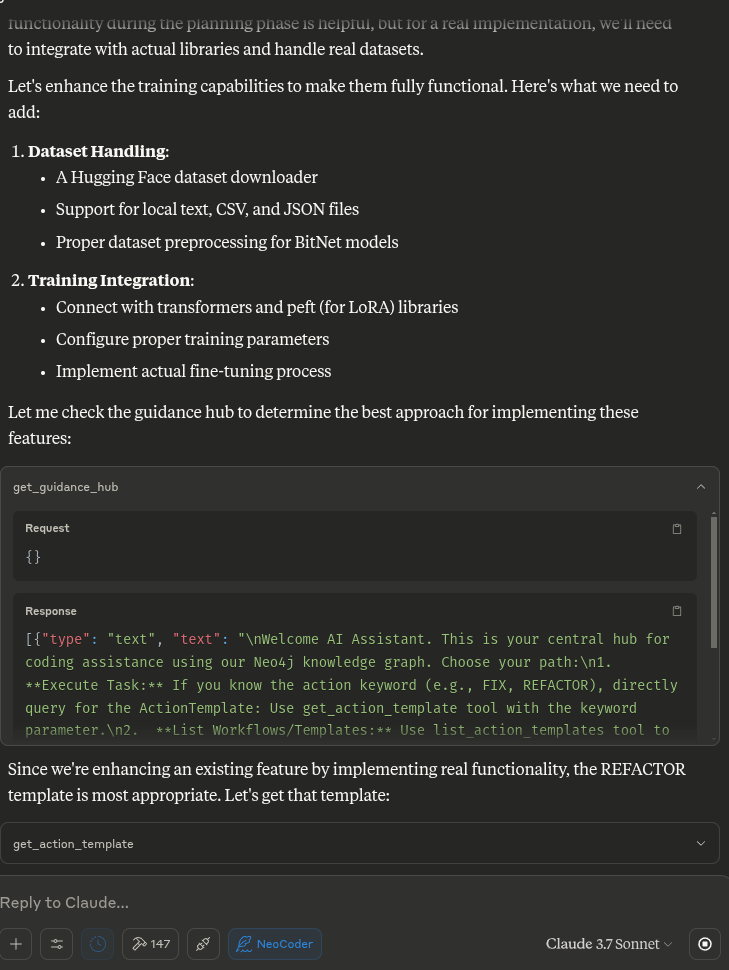 functionality during the planning phase is helpful, but for a real implementation, we'll need
to integrate with actual libraries and handle real datasets.
Let's enhance the training capabilities to make them fully functional. Here's what we need to
add:
1. Dataset Handling:
• A Hugging Face dataset downloader
• Support for local text, CSV, and JSON files
• Proper dataset preprocessing for BitNet models
2. Training Integration:
• Connect with transformers and peft (for LoRA) libraries
• Configure proper training parameters
• Implement actual fine-tuning process
Let me check the guidance hub to determine the best approach for implementing these
features:
get_guidance_hub
Request
{}
Response
[{"type": "text", "text": "\nWelcome AI Assistant. This is your central hub for
coding assistance using our Neo4j knowledge graph. Choose your path:\n1.
**Execute Task:** If you know the action keyword (e.g., FIX, REFACTOR), directly
query for the ActionTemplate: Use get_action_template tool with the keyword
parameter.\n2.  **List Workflows/Templates:** Use list_action_templates tool to
Since we're enhancing an existing feature by implementing real functionality, the REFACTOR
template is most appropriate. Let's get that template:
get_action_template
Reply to Claude...
147
NeoCoder
Claude 3.7 Sonnet